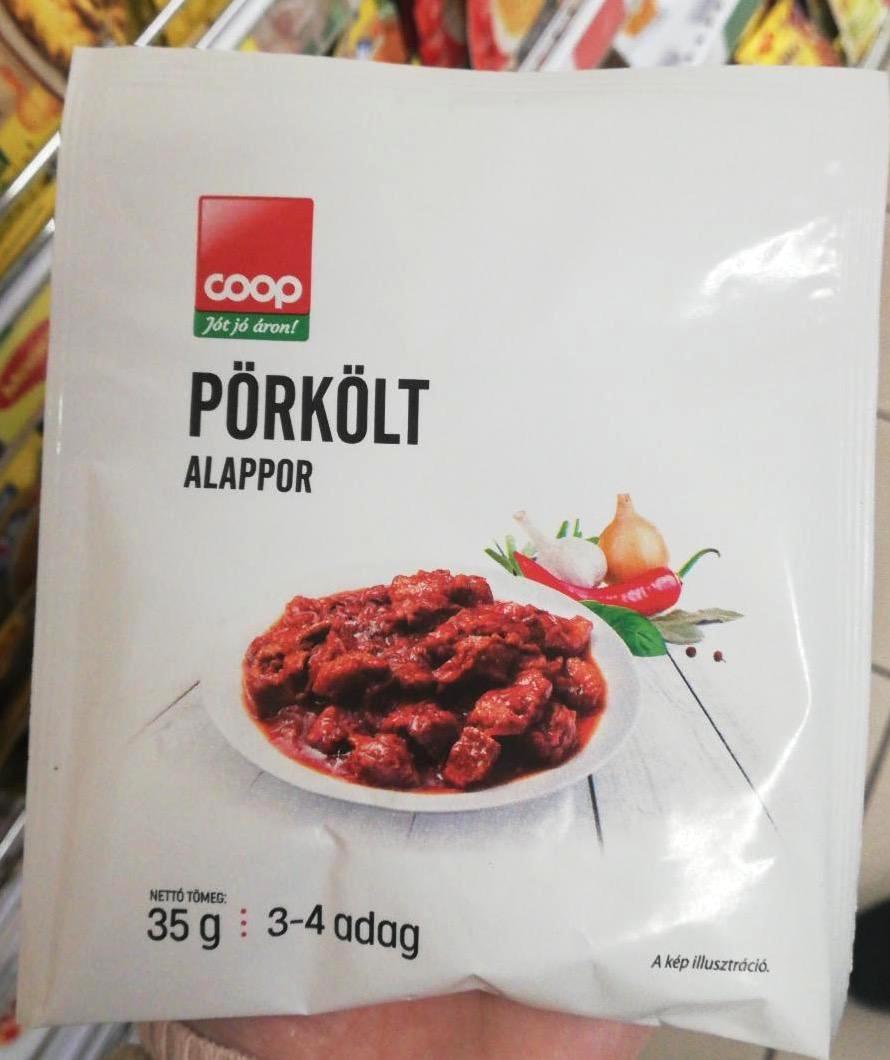 coop
Jót jó áron!
PÖRKÖLT
ALAPPOR
NETTÓ TÖMEG:
35 g
3-4 adag
A kép illusztráció.